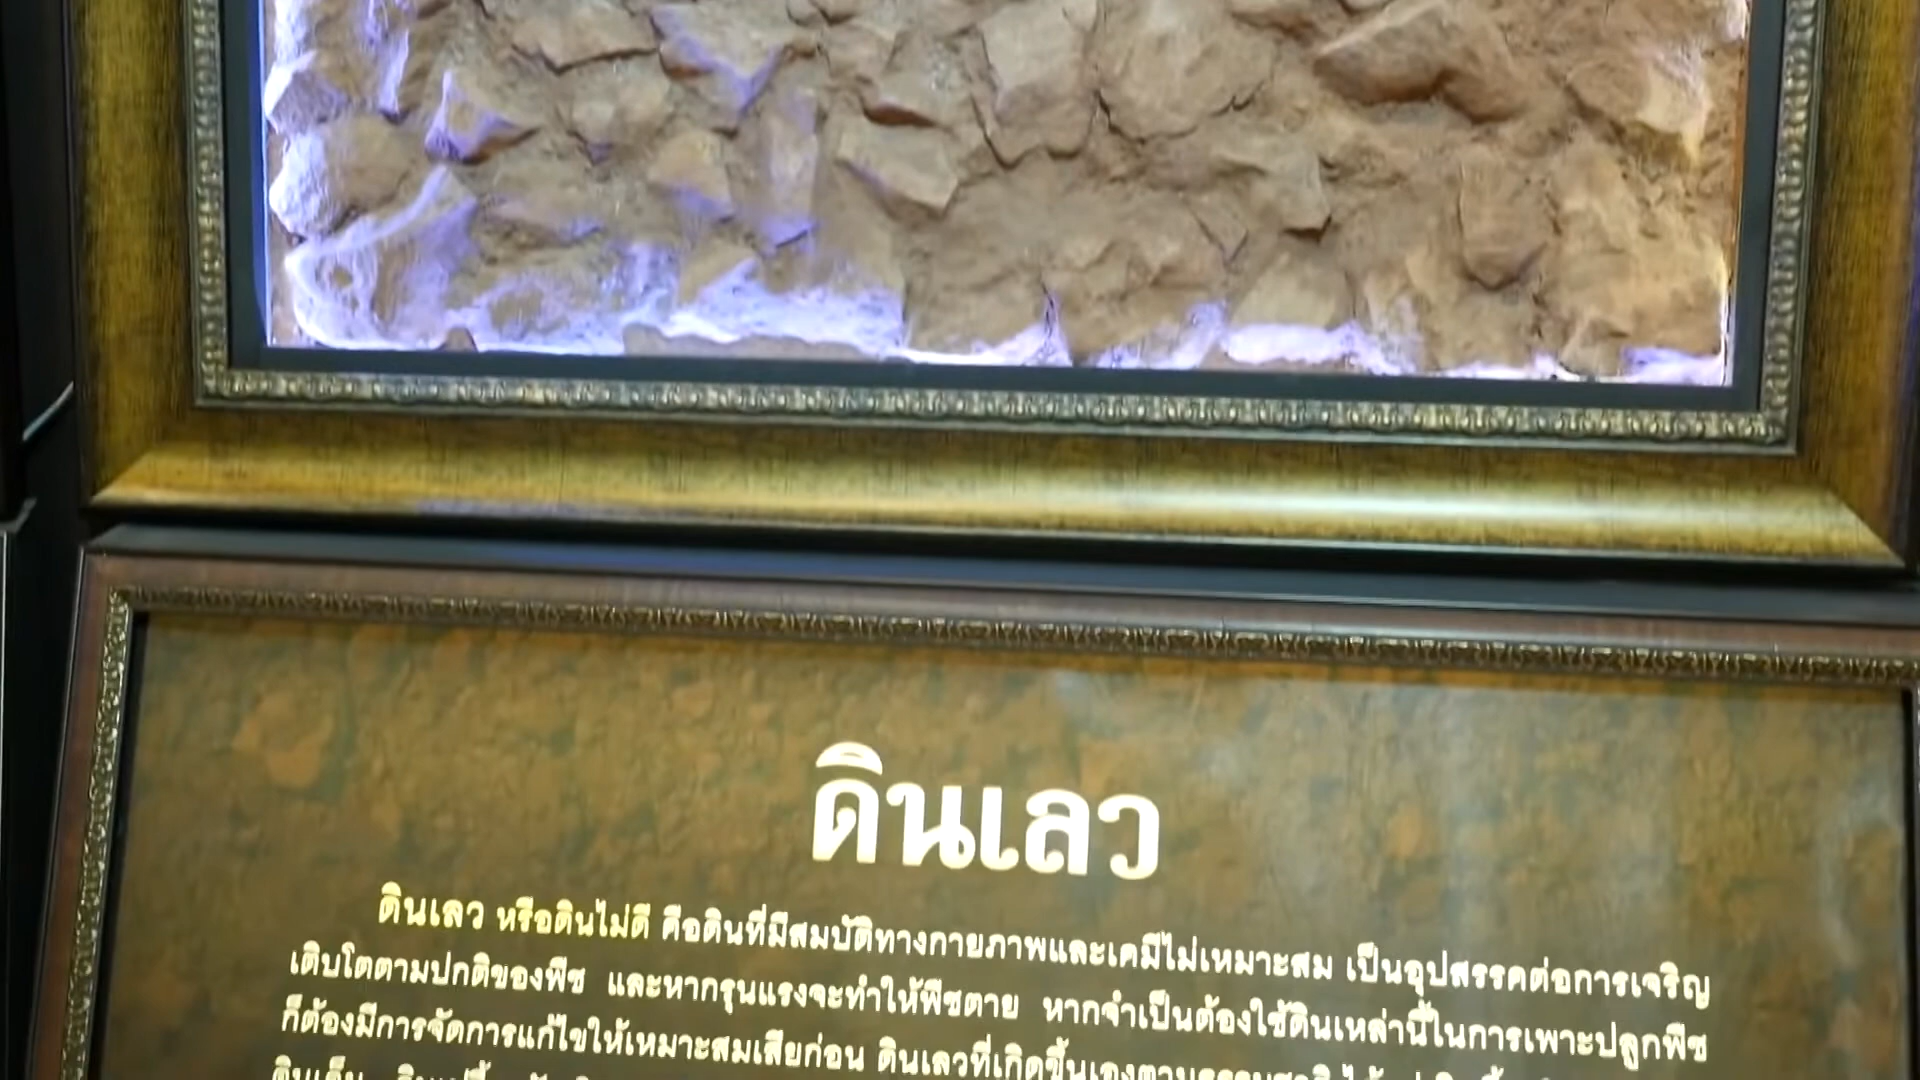 ดินเลว
ดินเลว หรือดินไม่ดี คือดินที่มีสมบัติทางกายภาพและเคมีไม่เหมาะสม เป็นอุปสรรคต่อการเจริญ
เติบโตตามปกติของพืช และหากรุนแรงจะทำให้พืชตาย หากจำเป็นต้องใช้ดินเหล่านี้ในการเพาะปลูกพืช
ก็ต้องมีการจัดการแก้ไขให้เหมาะสมเสียก่อน ดินเลวที่เกิดขึ้นเองตามธรรมชาติ